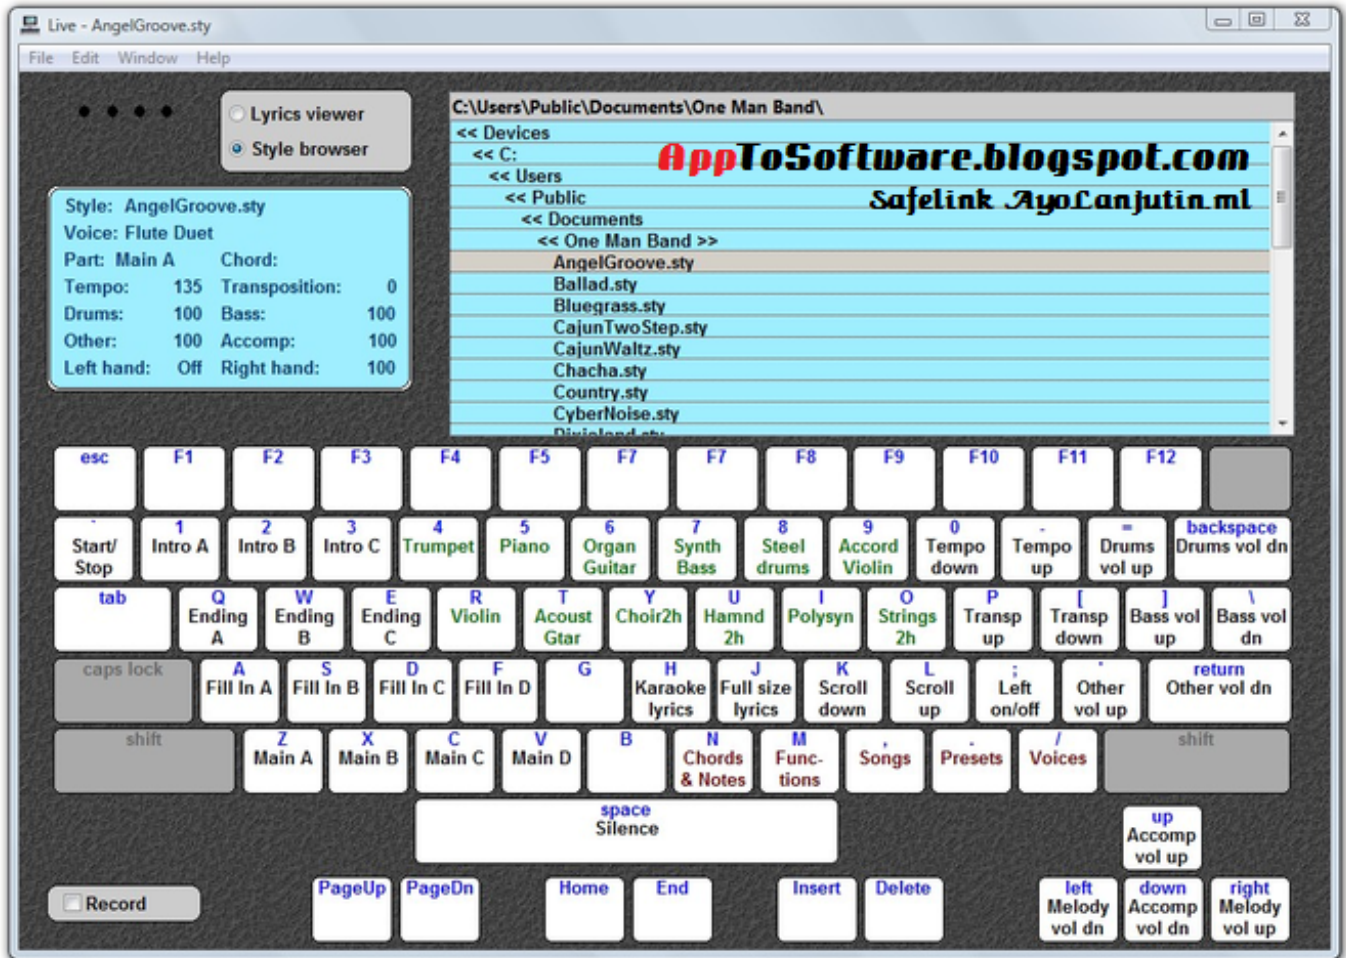 Live - AngelGroove.sty
File Edit Window Help
Lyrics viewer
Style browser
Style: AngelGroove.sty
Voice: Flute Duet
Part: Main A Chord:
Tempo: 135 Transposition: 0
Drums: 100 Bass: 100
Other: 100 Accomp: 100
Left hand: Off Right hand: 100
C:\Users\Public\Documents\One Man Band\
<< Devices
<< C:
<< Users
<< Public
<< Documents
<< One Man Band >>
AngelGroove.sty
Ballad.sty
Bluegrass.sty
CajunTwoStep.sty
CajunWaltz.sty
Chacha.sty
Country.sty
CyberNoise.sty
Dixieland.sty
AppToSoftware.blogspot.com
Safelink AyoLanjutin.ml
esc F1 F2 F3 F4 F5 F7 F7 F8 F9 F10 F11 F12
` 1 2 3 4 5 6 7 8 9 0 - = backspace
Start/ Intro A Intro B Intro C Trumpet Piano Organ Synth Steel Accord Tempo Tempo Drums Drums vol dn
Stop Guitar Bass drums Violin down up vol up
tab Q W E R T Y U I O P [ ] \
Ending Ending Ending Violin Acoust Choir2h Hamnd Polysyn Strings Transp Transp Bass vol Bass vol
A B C Gtar 2h 2h up down up dn
caps lock A S D F G H J K L ; ' return
Fill In A Fill In B Fill In C Fill In D Karaoke Full size Scroll Scroll Left Other Other vol dn
lyrics lyrics down up on/off vol up
shift Z X C V B N M , . / shift
Main A Main B Main C Main D Chords Func- Songs Presets Voices
& Notes tions
space
Silence
up
Accomp
vol up
Record
PageUp PageDn Home End Insert Delete left down right
Melody Accomp Melody
vol dn vol dn vol up